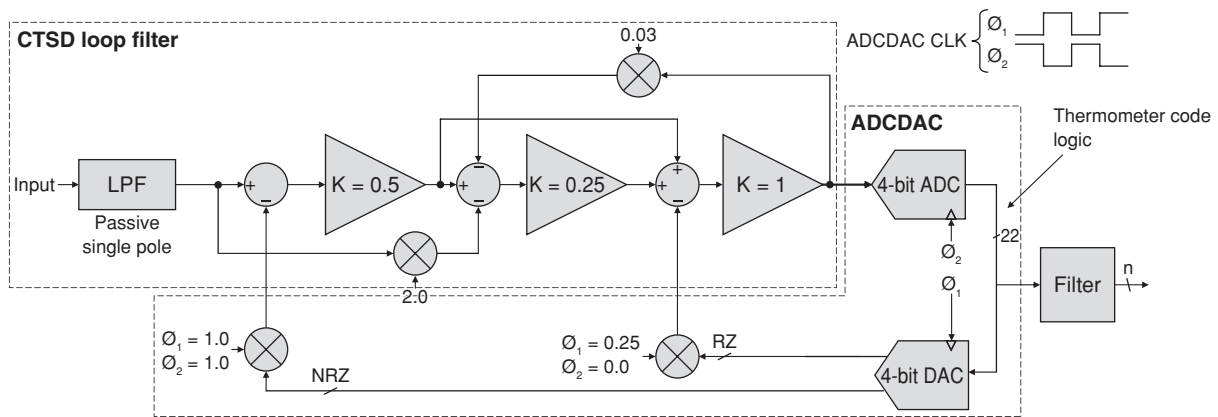 CTSD loop filter
0.03
ADCDAC CLK
Ø1
Ø2
ADCDAC
Thermometer code
logic
Input
LPF
Passive
single pole
+
−
K = 0.5
−
+
−
K = 0.25
+
+
−
K = 1
4-bit ADC
22
Ø2
Ø1
2.0
Filter
n
Ø1 = 1.0
Ø2 = 1.0
NRZ
Ø1 = 0.25
Ø2 = 0.0
RZ
4-bit DAC